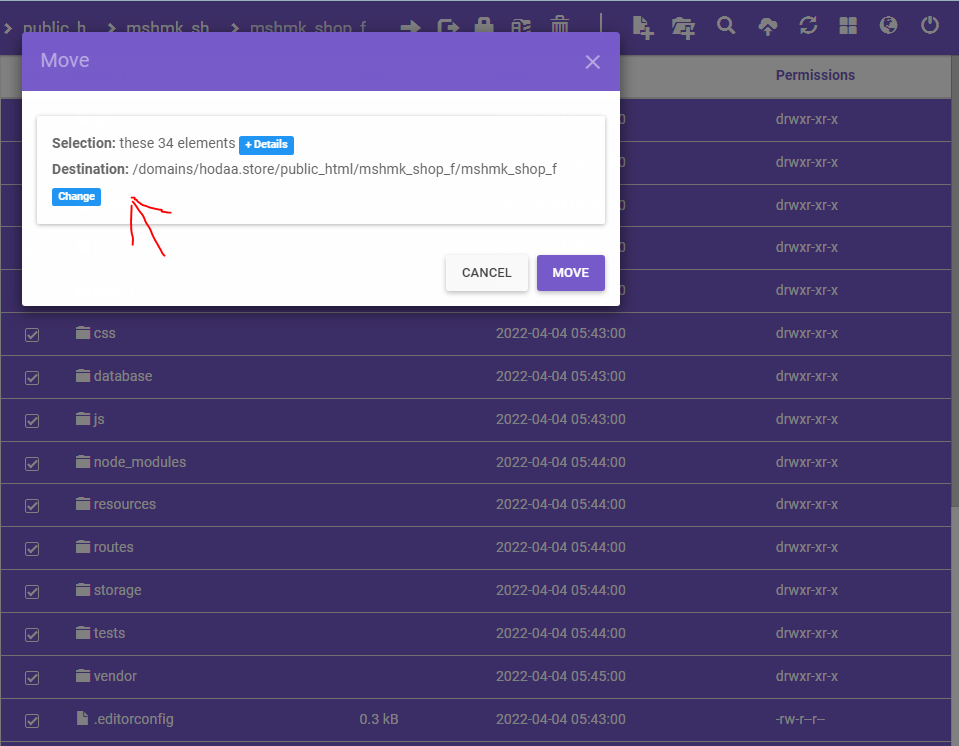 public_h mshmk_sh mshmk_shop_f
Move
Permissions
Selection: these 34 elements + Details
Destination: /domains/hodaa.store/public_html/mshmk_shop_f/mshmk_shop_f
Change
CANCEL MOVE
0 drwxr-xr-x
0 drwxr-xr-x
0 drwxr-xr-x
0 drwxr-xr-x
0 drwxr-xr-x
css 2022-04-04 05:43:00 drwxr-xr-x
database 2022-04-04 05:43:00 drwxr-xr-x
js 2022-04-04 05:43:00 drwxr-xr-x
node_modules 2022-04-04 05:44:00 drwxr-xr-x
resources 2022-04-04 05:44:00 drwxr-xr-x
routes 2022-04-04 05:44:00 drwxr-xr-x
storage 2022-04-04 05:44:00 drwxr-xr-x
tests 2022-04-04 05:44:00 drwxr-xr-x
vendor 2022-04-04 05:45:00 drwxr-xr-x
.editorconfig 0.3 kB 2022-04-04 05:43:00 -rw-r--r--